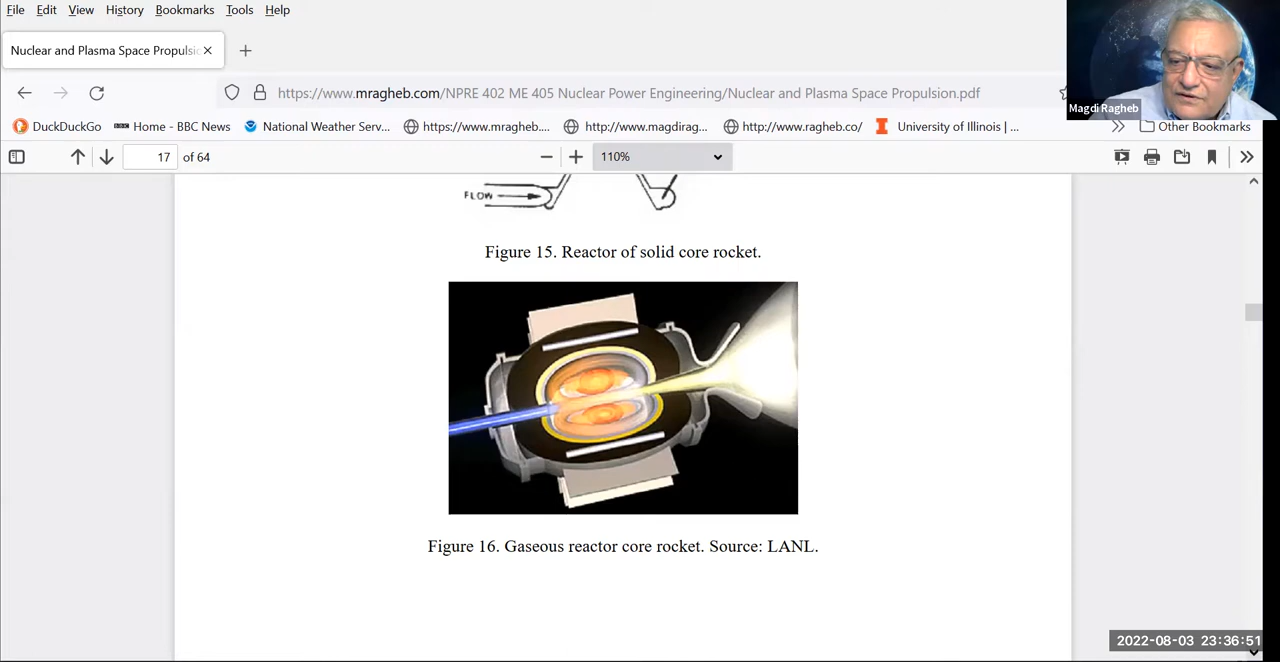 File Edit View History Bookmarks Tools Help
Nuclear and Plasma Space Propulsi
https://www.mragheb.com/NPRE 402 ME 405 Nuclear Power Engineering/Nuclear and Plasma Space Propulsion.pdf
Magdi Ragheb
DuckDuckGo BBC Home - BBC News National Weather Serv... https://www.mragheb.... http://www.magdirag... http://www.ragheb.co/ I University of Illinois | ... Other Bookmarks
17 of 64 110%
FLOW
Figure 15. Reactor of solid core rocket.
Figure 16. Gaseous reactor core rocket. Source: LANL.
2022-08-03 23:36:51